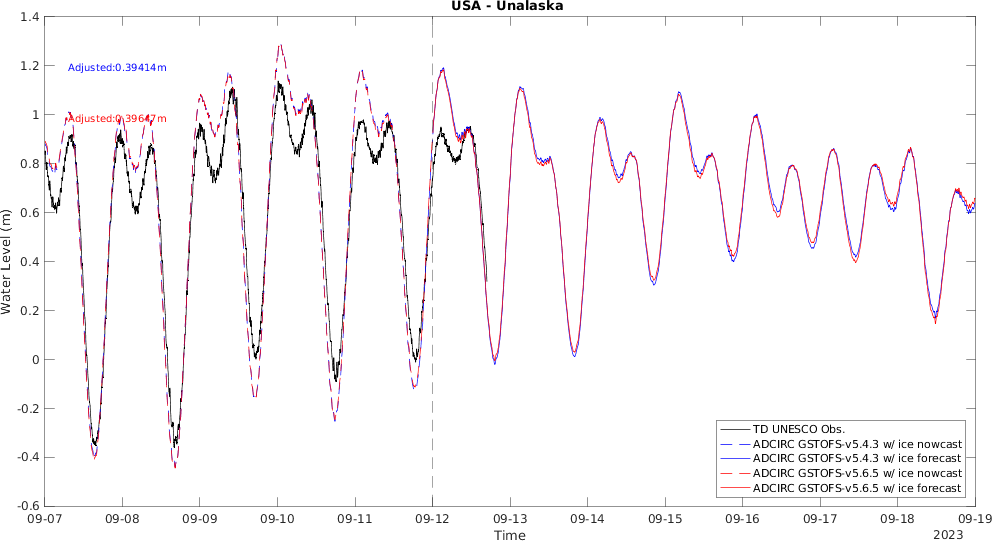 USA - Unalaska
1.4
1.2
1
0.8
0.6
0.4
0.2
0
-0.2
-0.4
-0.6
Water Level (m)
Adjusted:0.39414m
Adjusted:0.39647m
TD UNESCO Obs.
ADCIRC GSTOFS-v5.4.3 w/ ice nowcast
ADCIRC GSTOFS-v5.4.3 w/ ice forecast
ADCIRC GSTOFS-v5.6.5 w/ ice nowcast
ADCIRC GSTOFS-v5.6.5 w/ ice forecast
09-07 09-08 09-09 09-10 09-11 09-12 09-13 09-14 09-15 09-16 09-17 09-18 09-19
Time
2023